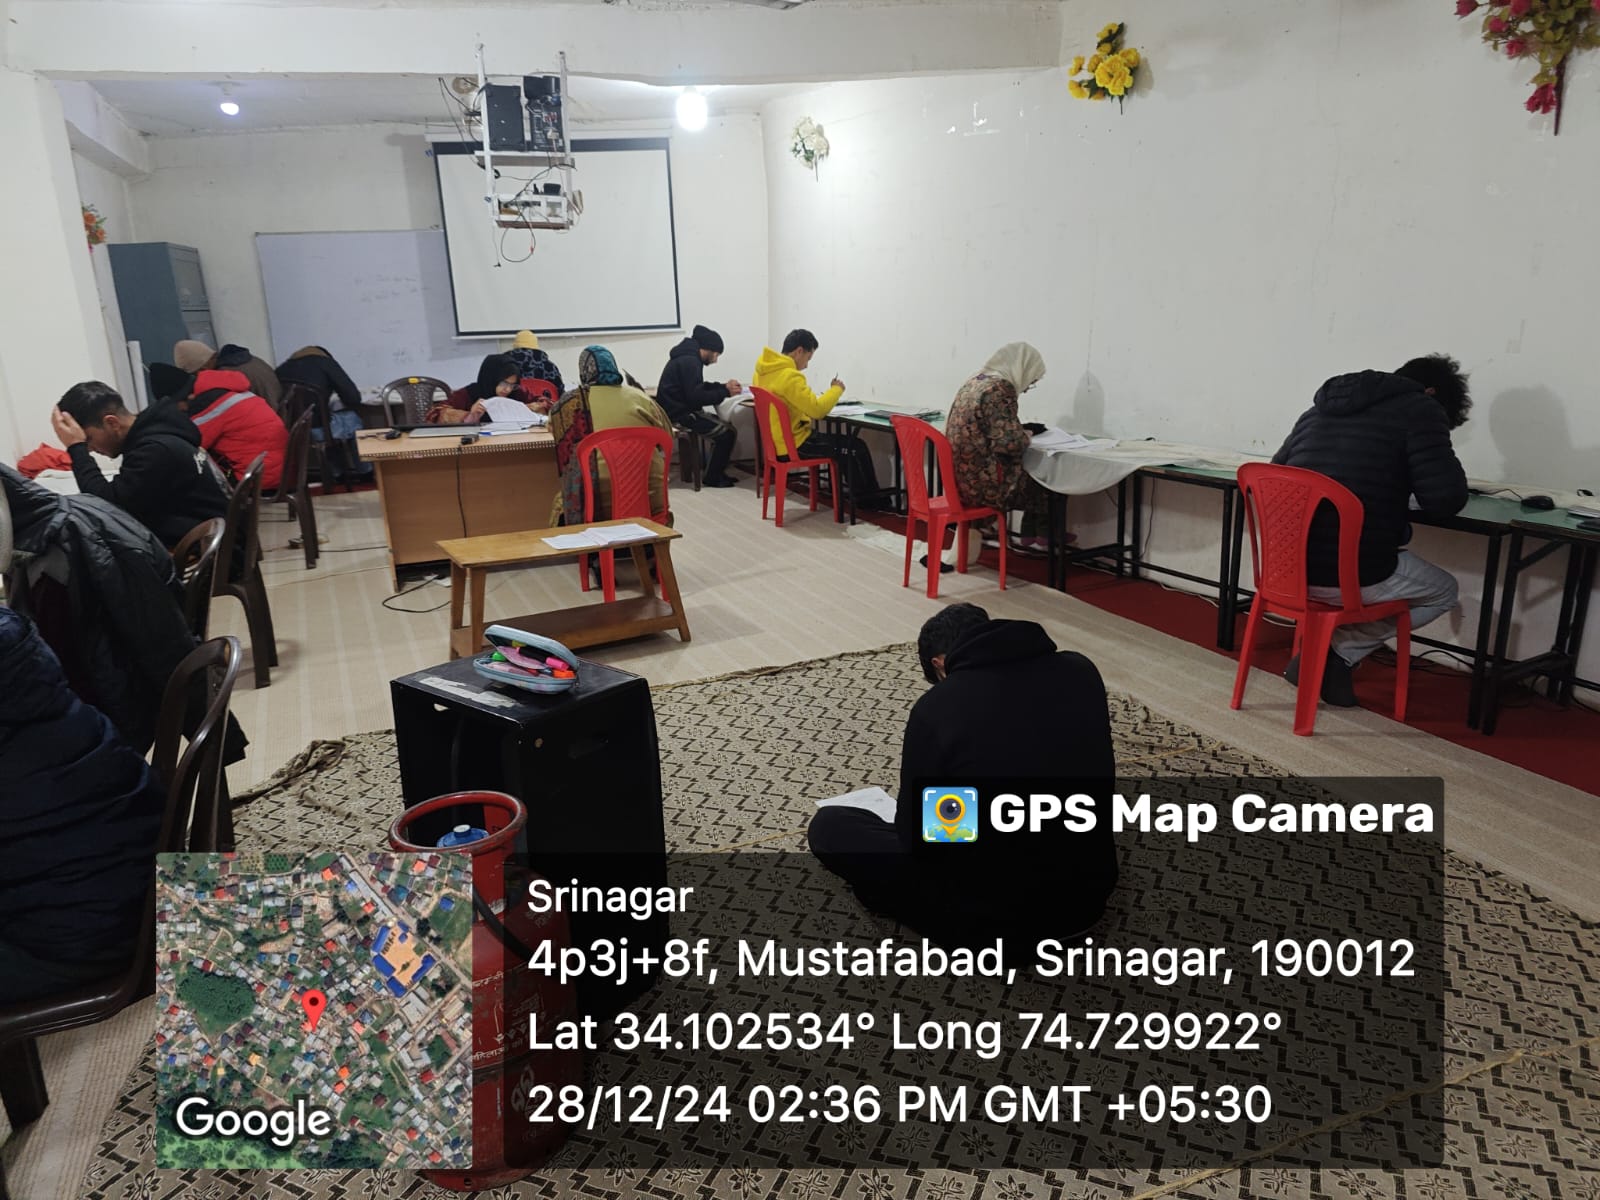 GPS Map Camera
Srinagar
4p3j+8f, Mustafabad, Srinagar, 190012
Lat 34.102534° Long 74.729922°
28/12/24 02:36 PM GMT +05:30
Google